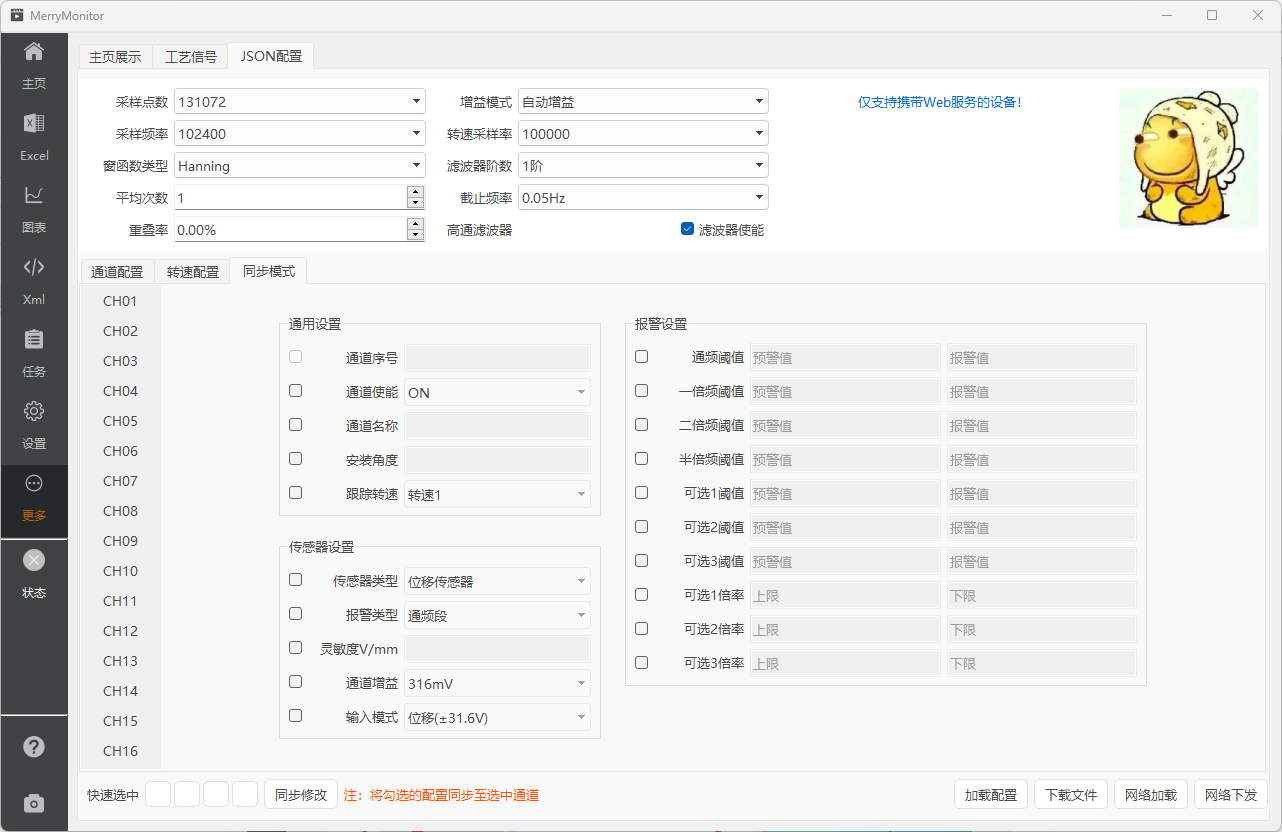 MerryMonitor
主页
Excel
图表
Xml
任务
设置
更多
状态
主页展示 工艺信号 JSON配置
采样点数 131072 增益模式 自动增益 仅支持携带Web服务的设备!
采样频率 102400 转速采样率 100000
窗函数类型 Hanning 滤波器阶数 1阶
平均次数 1 截止频率 0.05Hz
重叠率 0.00% 高通滤波器 滤波器使能
通道配置 转速配置 同步模式
CH01
CH02
CH03
CH04
CH05
CH06
CH07
CH08
CH09
CH10
CH11
CH12
CH13
CH14
CH15
CH16
通用设置
通道序号
通道使能 ON
通道名称
安装角度
跟踪转速 转速1
传感器设置
传感器类型 位移传感器
报警类型 通频段
灵敏度V/mm
通道增益 316mV
输入模式 位移(±31.6V)
报警设置
通频阈值 预警值 报警值
一倍频阈值 预警值 报警值
二倍频阈值 预警值 报警值
半倍频阈值 预警值 报警值
可选1阈值 预警值 报警值
可选2阈值 预警值 报警值
可选3阈值 预警值 报警值
可选1倍率 上限 下限
可选2倍率 上限 下限
可选3倍率 上限 下限
快速选中 同步修改 注：将勾选的配置同步至选中通道 加载配置 下载文件 网络加载 网络下发